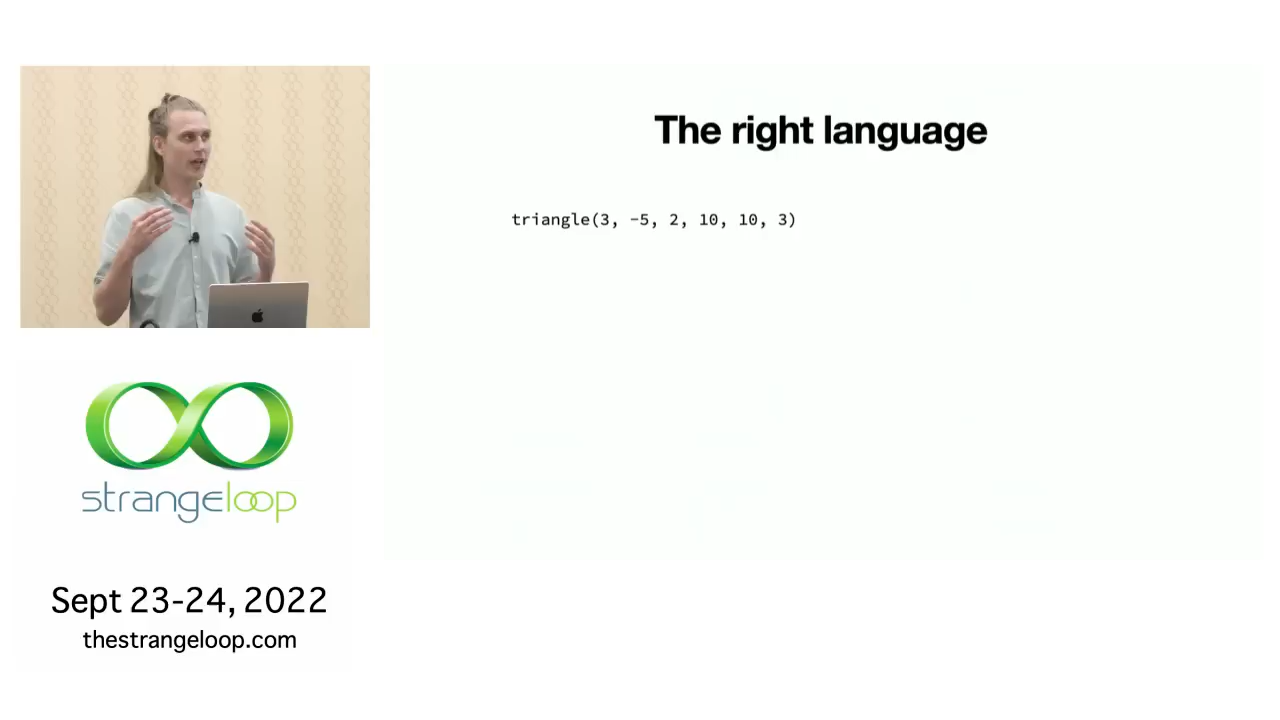 The right language
triangle(3, -5, 2, 10, 10, 3)
strangeloop
Sept 23-24, 2022
thestrangeloop.com